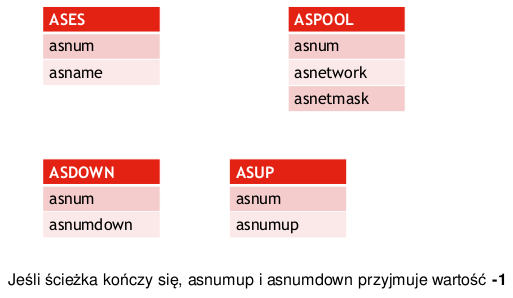 ASES
asnum
asname
ASPOOL
asnum
asnetwork
asnetmask
ASDOWN
asnum
asnumdown
ASUP
asnum
asnumup
Jeśli ścieżka kończy się, asnumup i asnumdown przyjmuje wartość -1